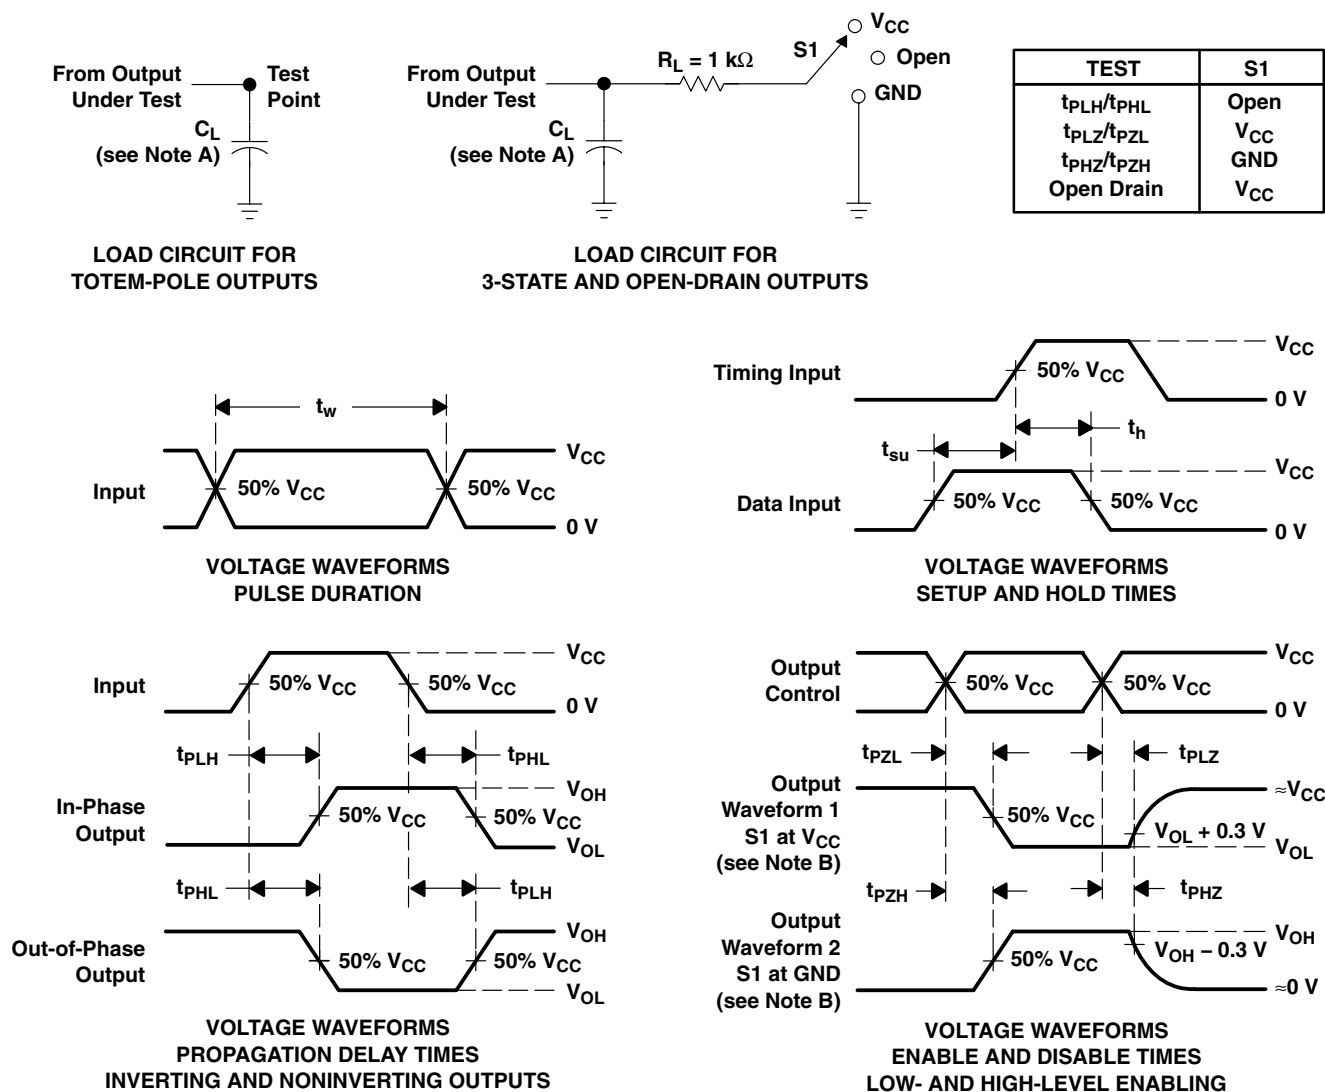 From Output
Under Test
Test
Point
C_L
(see Note A)
LOAD CIRCUIT FOR
TOTEM-POLE OUTPUTS
From Output
Under Test
R_L = 1 kΩ
S1
V_CC
Open
GND
C_L
(see Note A)
LOAD CIRCUIT FOR
3-STATE AND OPEN-DRAIN OUTPUTS
TEST S1
t_PLH/t_PHL Open
t_PLZ/t_PZL V_CC
t_PHZ/t_PZH GND
Open Drain V_CC
t_w
V_CC
Input 50% V_CC 50% V_CC
0 V
VOLTAGE WAVEFORMS
PULSE DURATION
V_CC
Timing Input 50% V_CC
0 V
t_h
t_su
V_CC
Data Input 50% V_CC 50% V_CC
0 V
VOLTAGE WAVEFORMS
SETUP AND HOLD TIMES
V_CC
Input 50% V_CC 50% V_CC
0 V
t_PLH t_PHL
V_OH
In-Phase
Output
50% V_CC 50% V_CC
V_OL
t_PHL t_PLH
V_OH
Out-of-Phase
Output
50% V_CC 50% V_CC
V_OL
VOLTAGE WAVEFORMS
PROPAGATION DELAY TIMES
INVERTING AND NONINVERTING OUTPUTS
V_CC
Output
Control
50% V_CC 50% V_CC
0 V
t_PZL t_PLZ
Output
Waveform 1
S1 at V_CC
(see Note B)
50% V_CC
≈V_CC
V_OL + 0.3 V
V_OL
t_PZH t_PHZ
Output
Waveform 2
S1 at GND
(see Note B)
50% V_CC
V_OH
V_OH − 0.3 V
≈0 V
VOLTAGE WAVEFORMS
ENABLE AND DISABLE TIMES
LOW- AND HIGH-LEVEL ENABLING